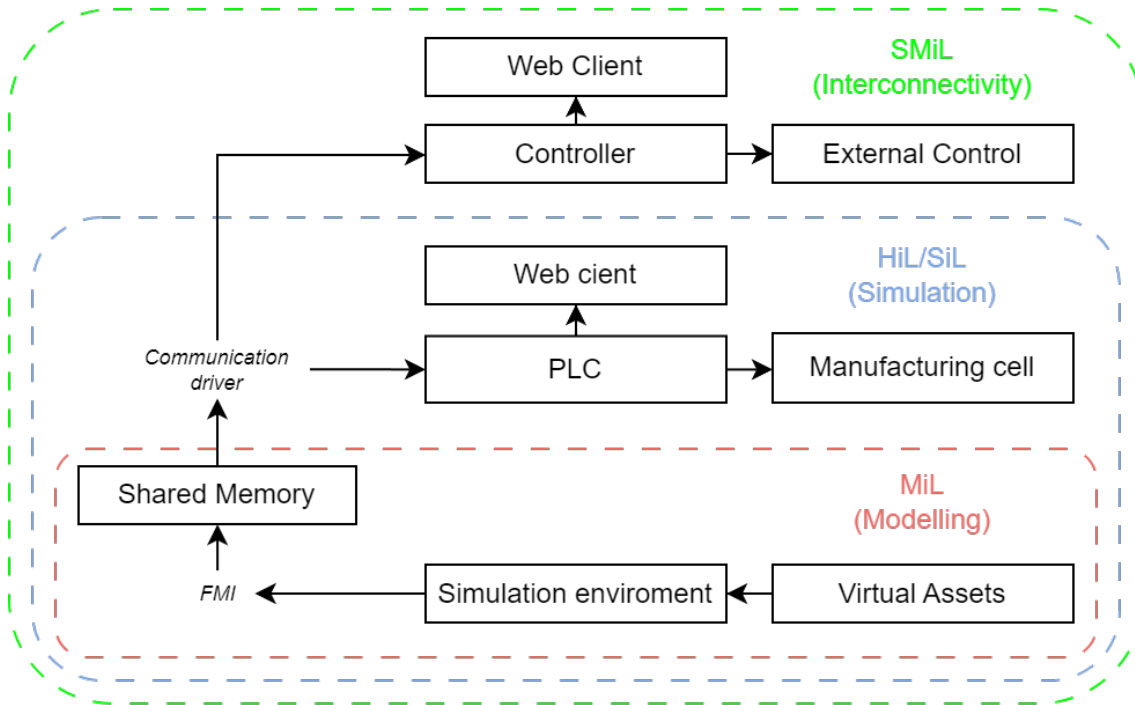 Web Client
SMiL
(Interconnectivity)
Controller
External Control
Web cient
HiL/SiL
(Simulation)
Communication
driver
PLC
Manufacturing cell
Shared Memory
MiL
(Modelling)
FMI
Simulation enviroment
Virtual Assets